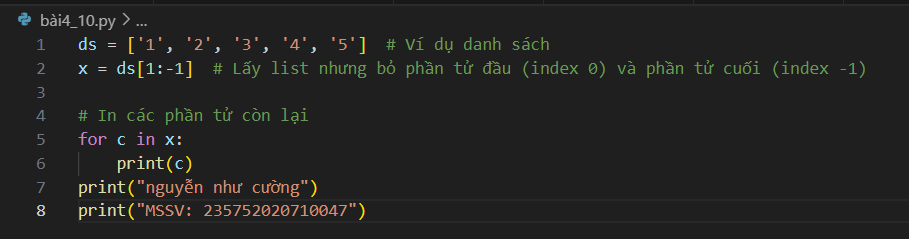 bài4_10.py > ...
1 ds = ['1', '2', '3', '4', '5']  # Ví dụ danh sách
2 x = ds[1:-1]  # Lấy list nhưng bỏ phần tử đầu (index 0) và phần tử cuối (index -1)
3
4 # In các phần tử còn lại
5 for c in x:
6     print(c)
7 print("nguyễn như cường")
8 print("MSSV: 235752020710047")